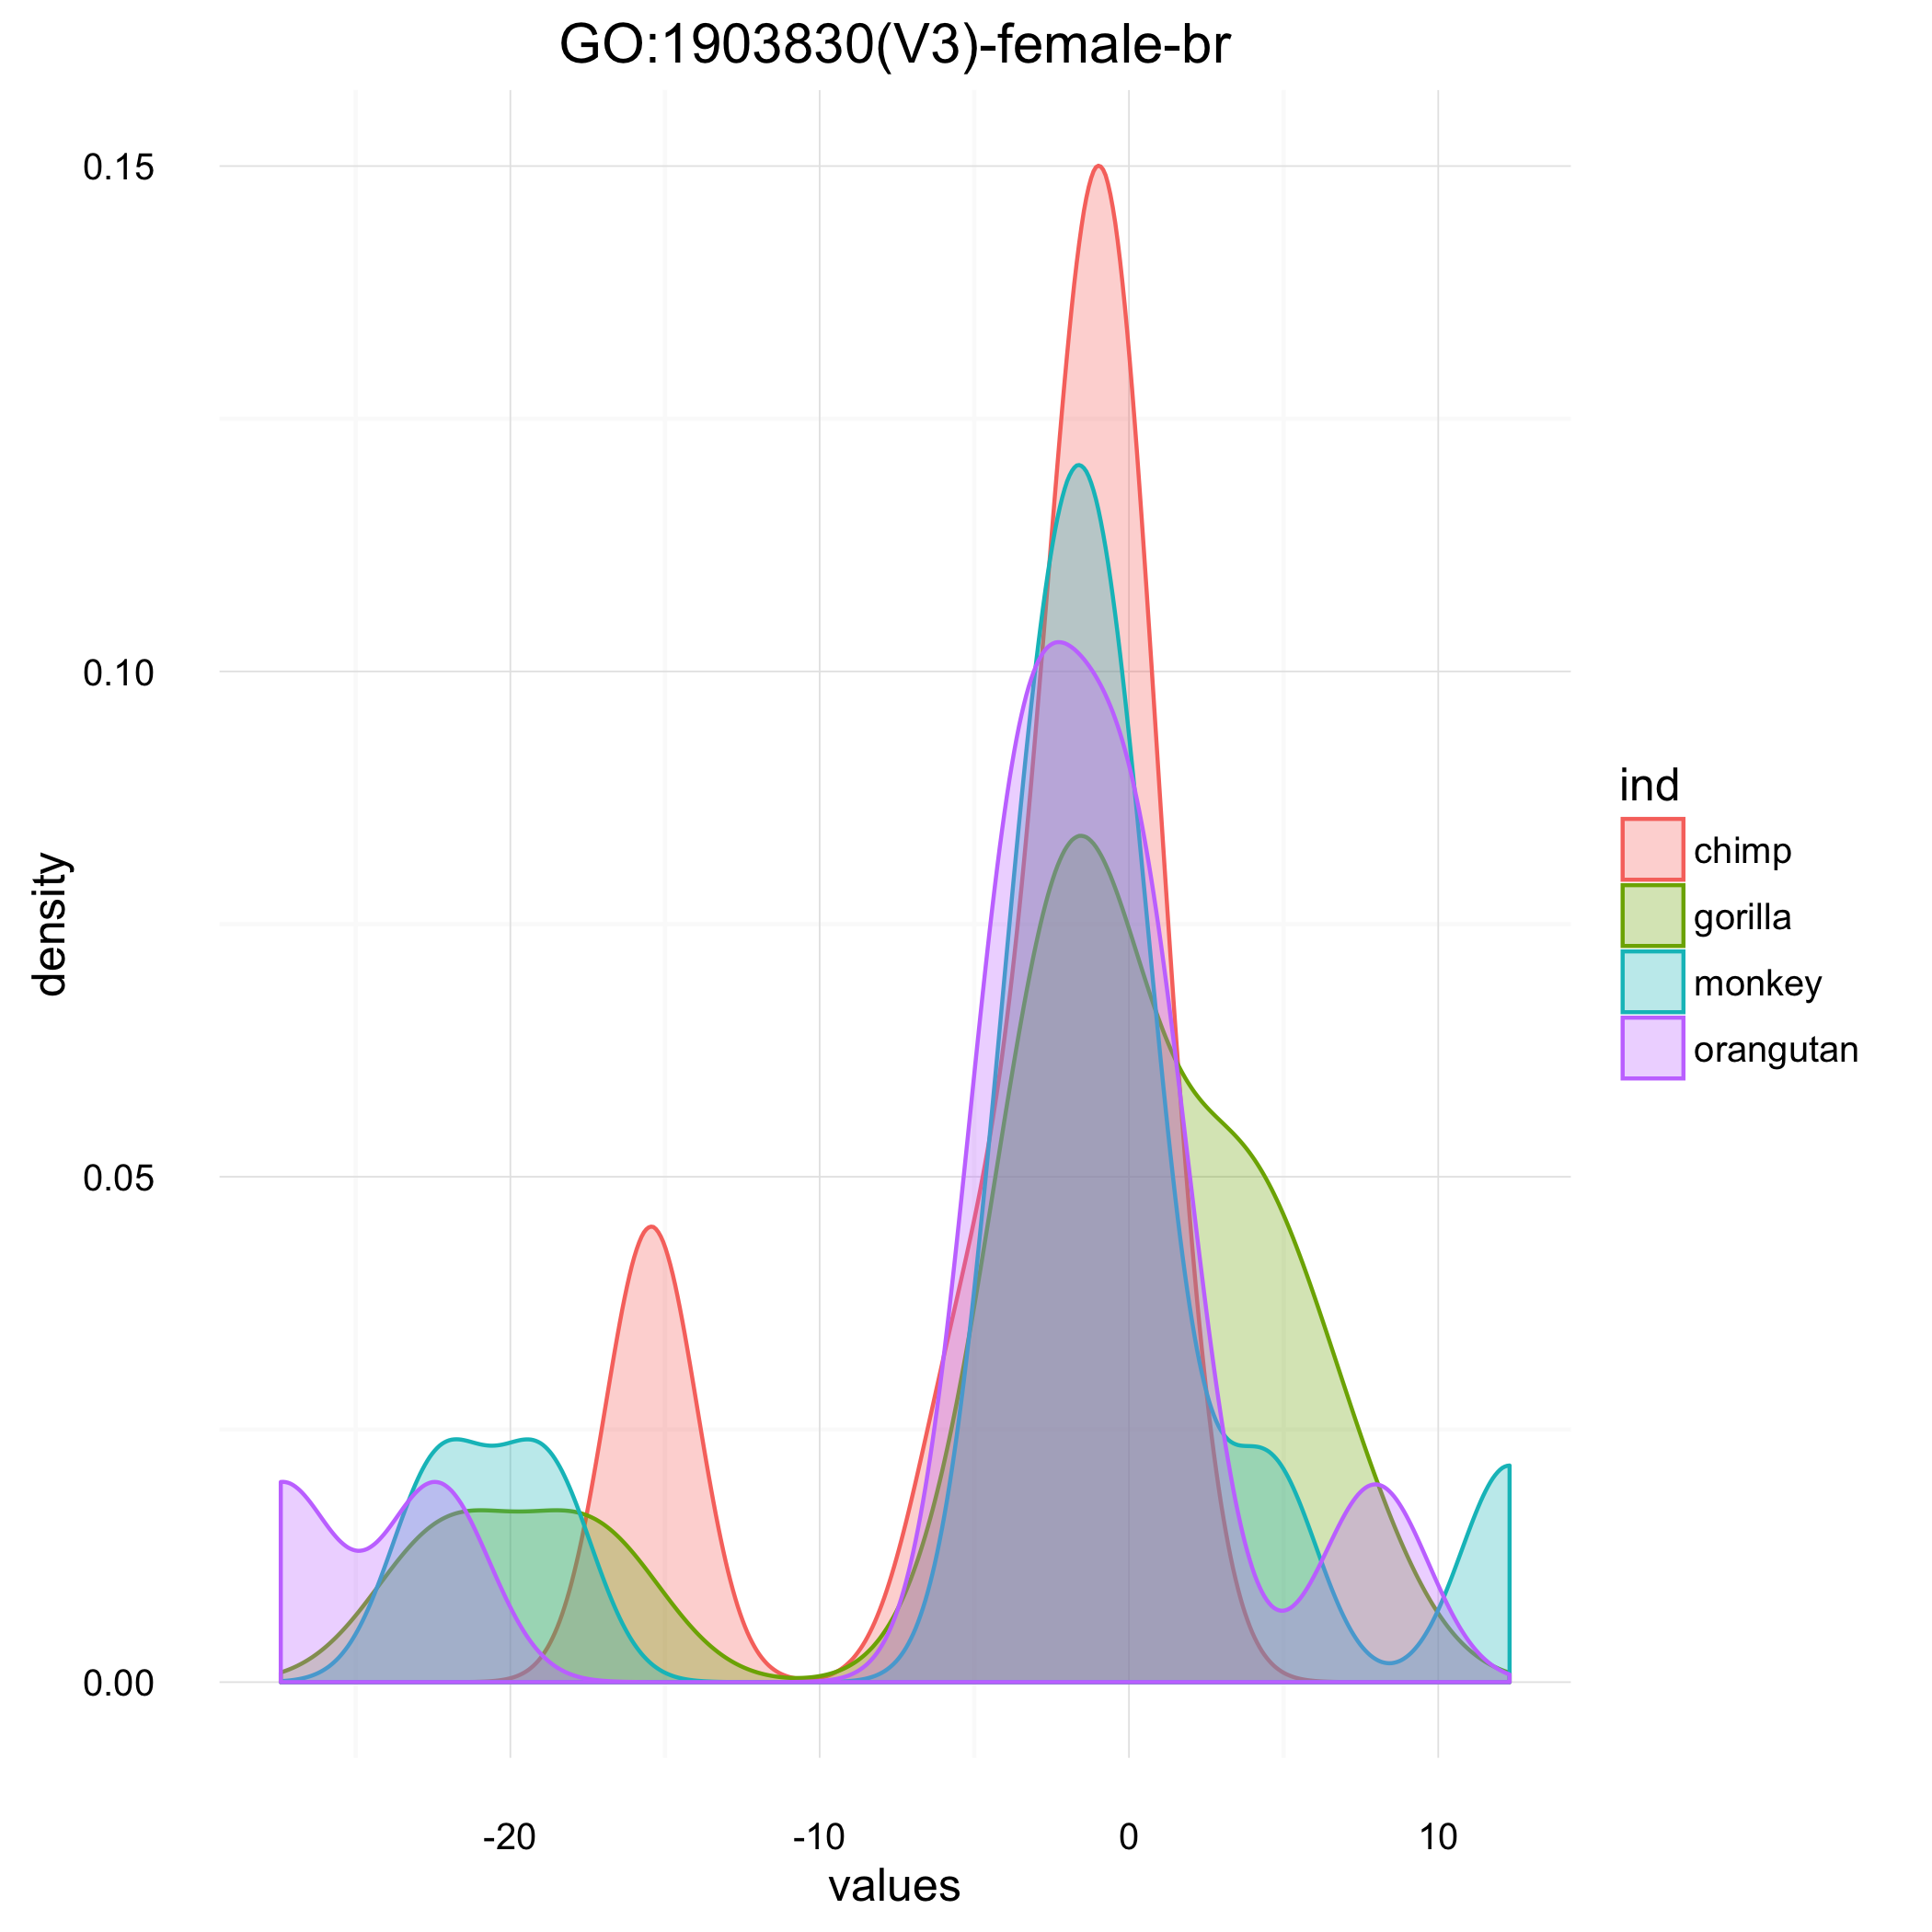 GO:1903830(V3)-female-br
0.15
0.10
0.05
0.00
density
-20 -10 0 10
values
ind
chimp
gorilla
monkey
orangutan